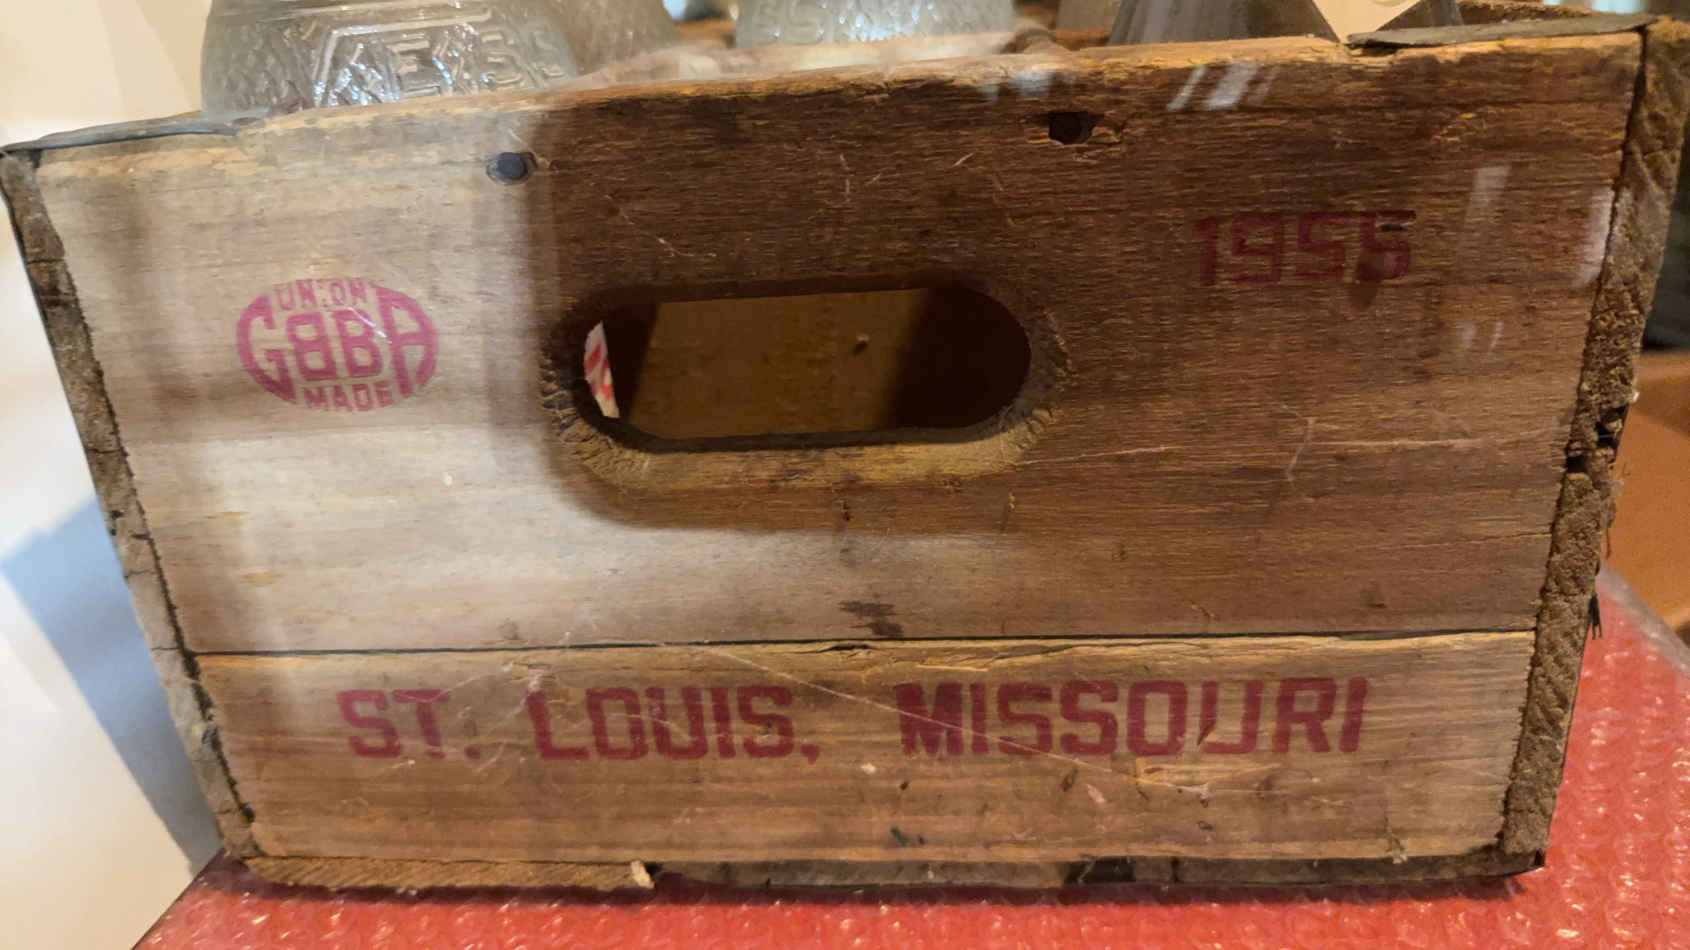 UNION
GBBA
MADE
1955
ST. LOUIS, MISSOURI